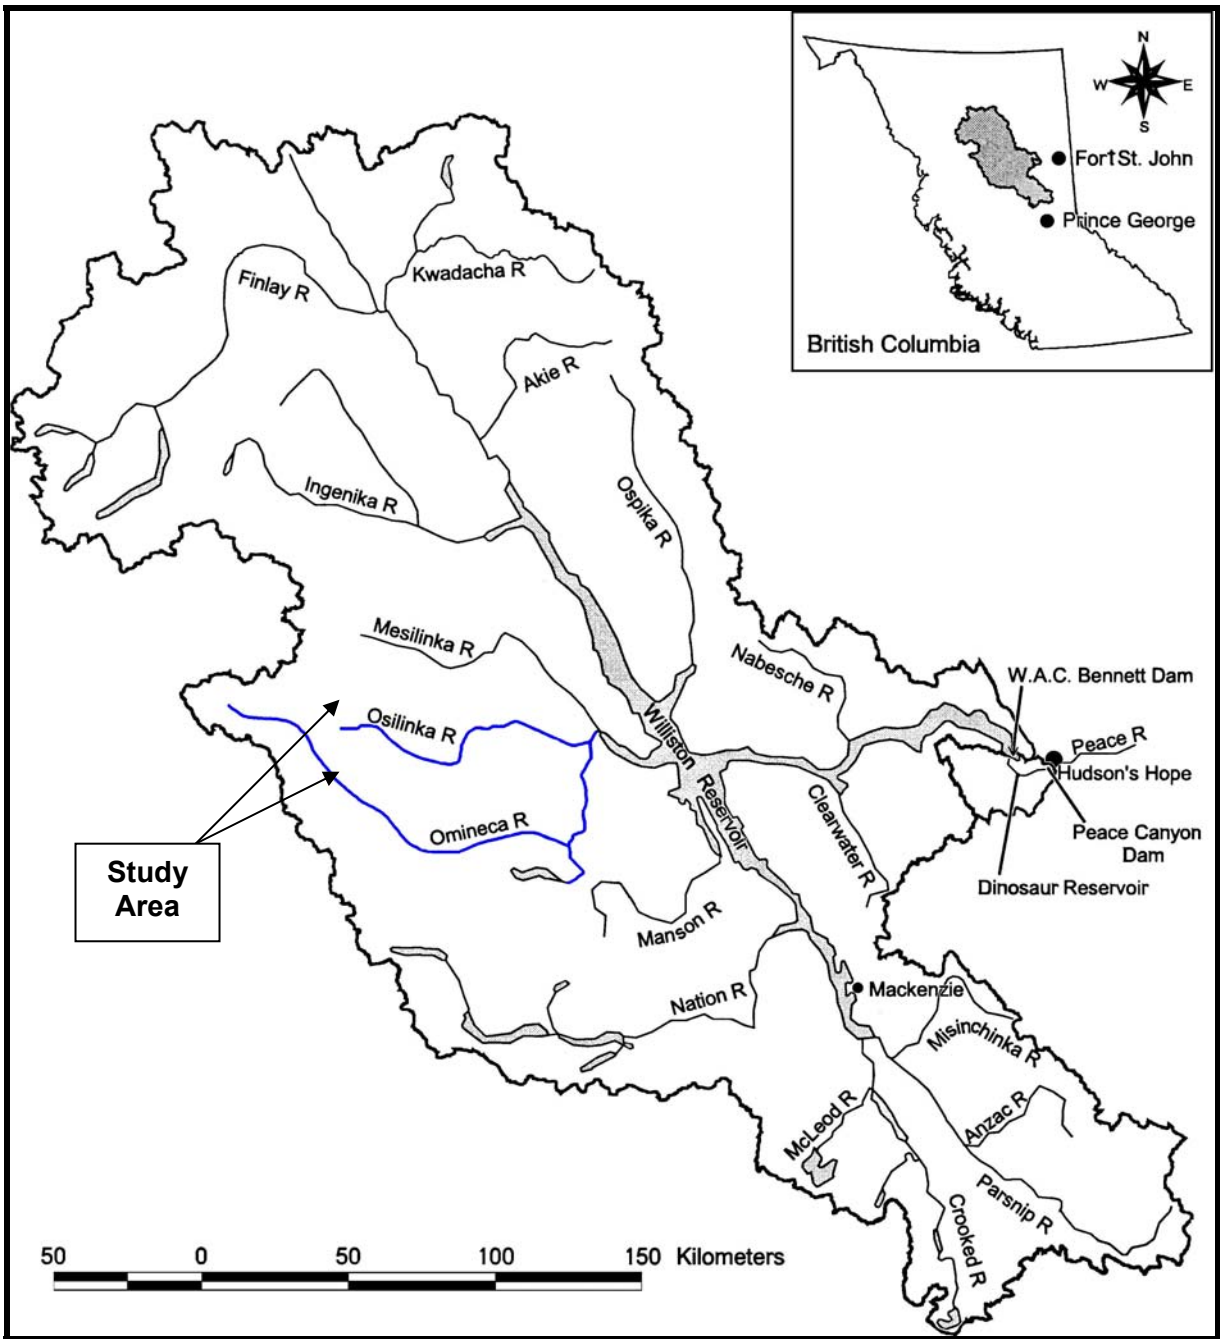 N
W
E
S
Fort St. John
Prince George
British Columbia
Finlay R
Kwadacha R
Akie R
Ingenika R
Ospika R
Mesilinka R
Nabesche R
W.A.C. Bennett Dam
Osilinka R
Williston Reservoir
Peace R
Hudson's Hope
Omineca R
Clearwater R
Peace Canyon
Dam
Study
Area
Dinosaur Reservoir
Manson R
Nation R
Mackenzie
Misinchinka R
McLeod R
Anzac R
Parsnip R
Crooked R
50 0 50 100 150 Kilometers